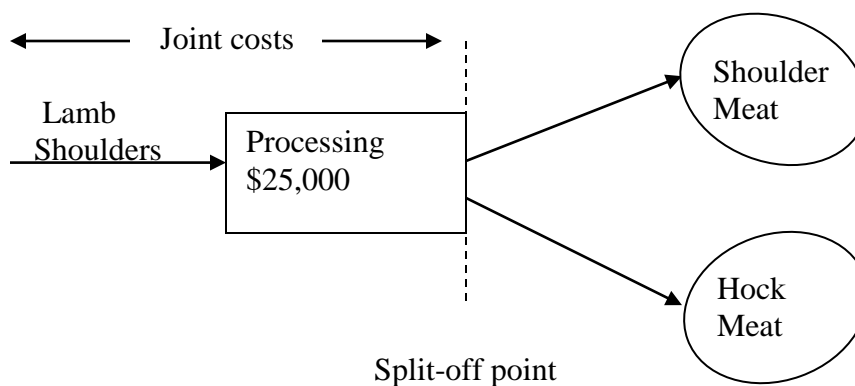 Joint costs
Lamb
Shoulders
Processing
$25,000
Shoulder
Meat
Hock
Meat
Split-off point